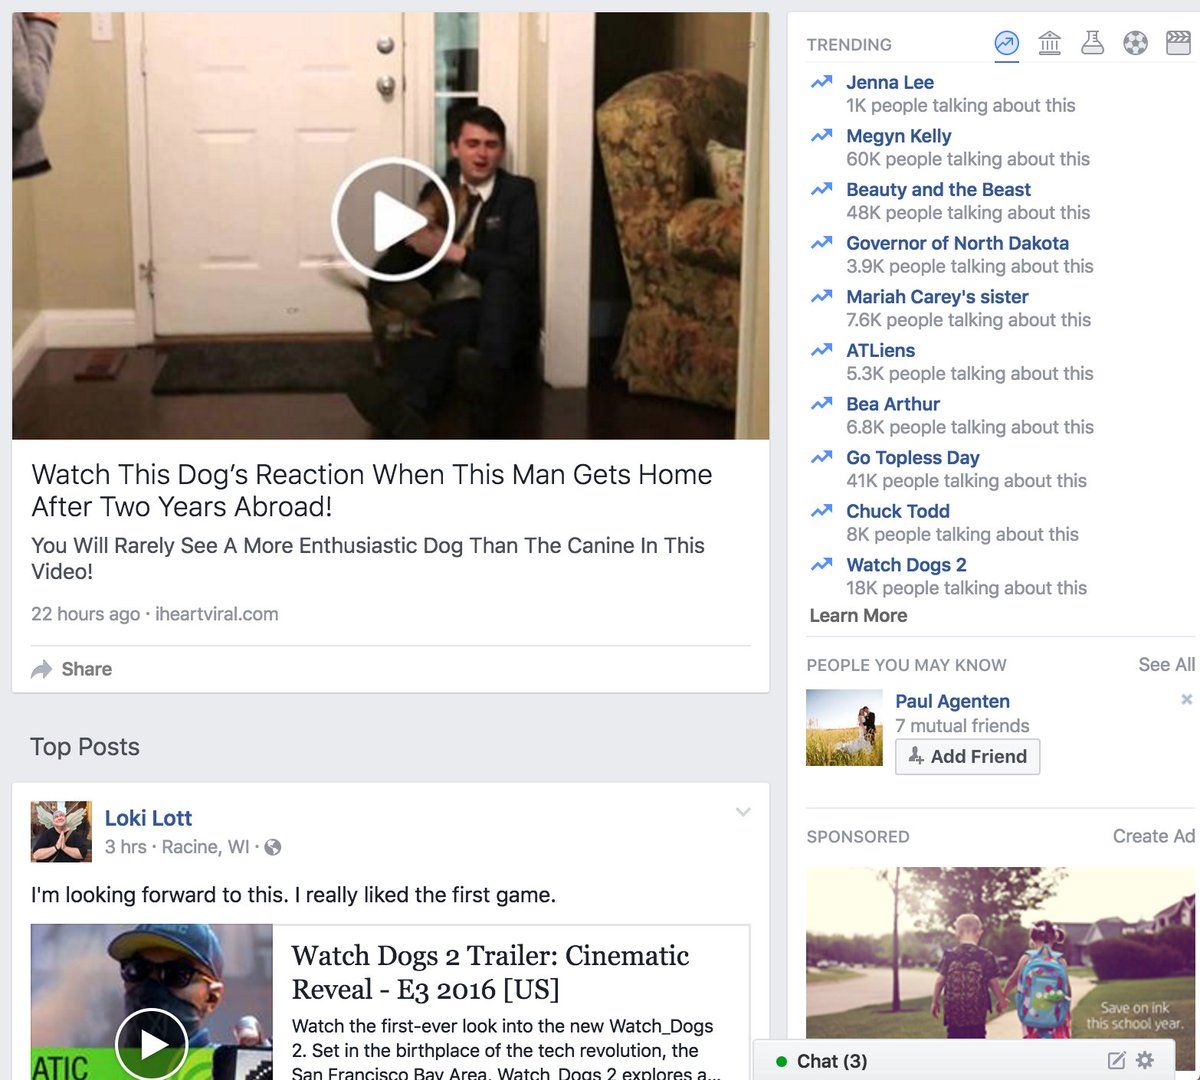 Watch This Dog’s Reaction When This Man Gets Home
After Two Years Abroad!
You Will Rarely See A More Enthusiastic Dog Than The Canine In This
Video!
22 hours ago · iheartviral.com
Share
Top Posts
Loki Lott
3 hrs · Racine, WI ·
I'm looking forward to this. I really liked the first game.
ATIC
Watch Dogs 2 Trailer: Cinematic
Reveal - E3 2016 [US]
Watch the first-ever look into the new Watch_Dogs
2. Set in the birthplace of the tech revolution, the
San Francisco Bay Area, Watch_Dogs 2 explores a...
TRENDING
Jenna Lee
1K people talking about this
Megyn Kelly
60K people talking about this
Beauty and the Beast
48K people talking about this
Governor of North Dakota
3.9K people talking about this
Mariah Carey's sister
7.6K people talking about this
ATLiens
5.3K people talking about this
Bea Arthur
6.8K people talking about this
Go Topless Day
41K people talking about this
Chuck Todd
8K people talking about this
Watch Dogs 2
18K people talking about this
Learn More
PEOPLE YOU MAY KNOW See All
Paul Agenten
7 mutual friends
Add Friend
SPONSORED Create Ad
Save on ink
this school year.
Chat (3)